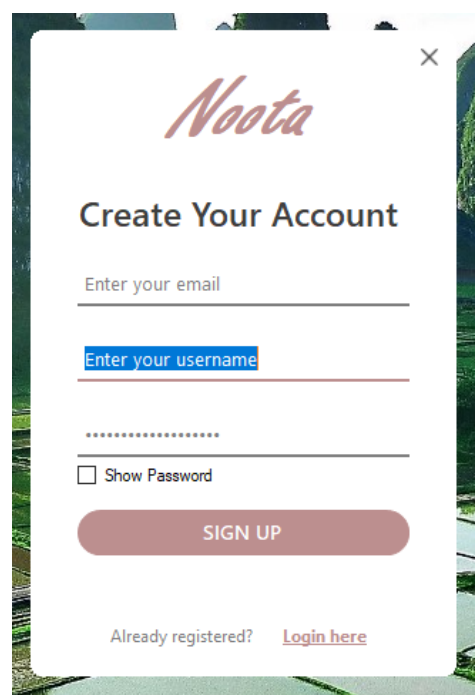 Noota
Create Your Account
Enter your email
Enter your username
•••••••••••••••••••
Show Password
SIGN UP
Already registered? Login here